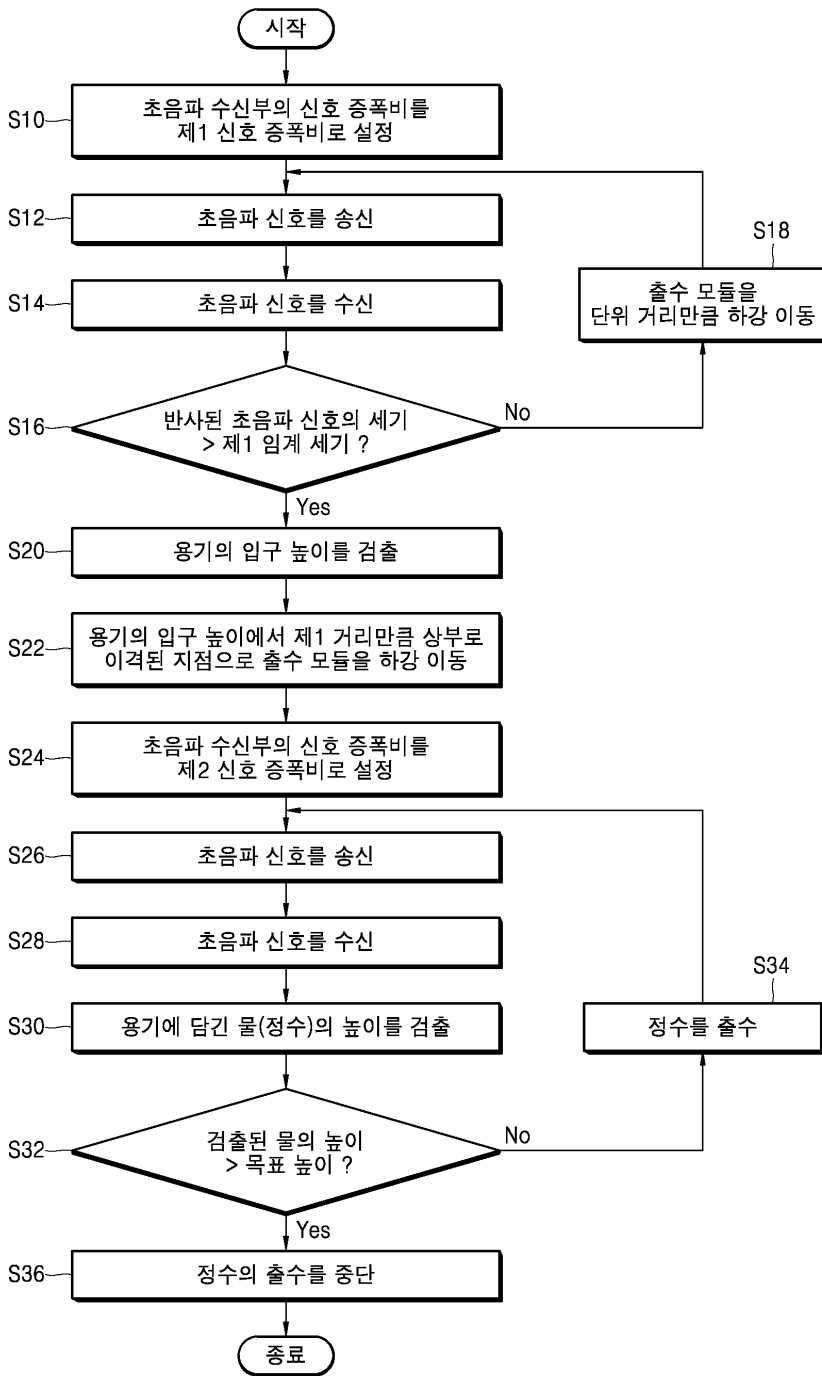 시작
S10
초음파 수신부의 신호 증폭비를
제1 신호 증폭비로 설정
S12
초음파 신호를 송신
S14
초음파 신호를 수신
S18
출수 모듈을
단위 거리만큼 하강 이동
S16
반사된 초음파 신호의 세기
> 제1 임계 세기 ?
No
Yes
S20
용기의 입구 높이를 검출
S22
용기의 입구 높이에서 제1 거리만큼 상부로
이격된 지점으로 출수 모듈을 하강 이동
S24
초음파 수신부의 신호 증폭비를
제2 신호 증폭비로 설정
S26
초음파 신호를 송신
S28
초음파 신호를 수신
S30
용기에 담긴 물(정수)의 높이를 검출
S34
정수를 출수
S32
검출된 물의 높이
> 목표 높이 ?
No
Yes
S36
정수의 출수를 중단
종료